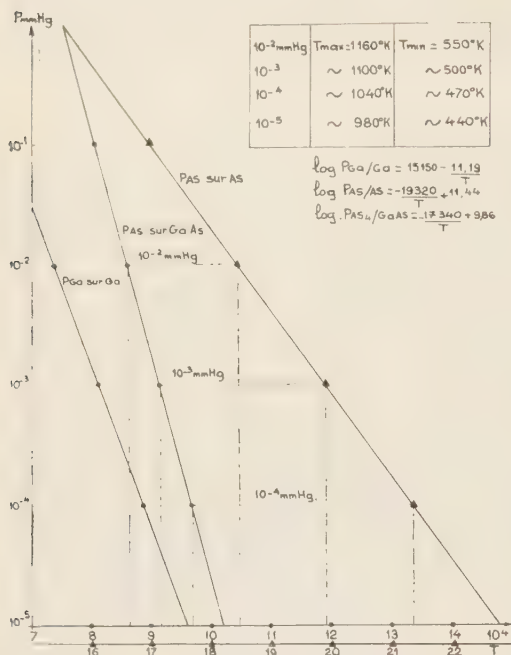 PmmHg
10-2mmHg Tmax=1160°K Tmin = 550°K
10-3 ~ 1100°K ~500°K
10-4 ~ 1040°K ~470°K
10-5 ~ 980°K ~440°K
log PGa/Ga = 15150 - 11,19/T
log PAS/AS = -19320/T + 11,44
log. PAS4/GaAS = -17340/T + 9,86
10-1
PAS sur AS
PAs sur Ga As
10-2 mmHg
10-2
PGa sur Ga
10-3 mmHg
10-3
10-4 mmHg.
10-4
10-5
7 8 9 10 11 12 13 14 104/T
16 17 18 19 20 21 22